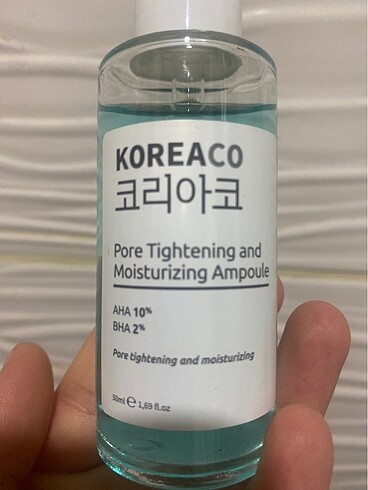 KOREACO
코리아코
Pore Tightening and
Moisturizing Ampoule
AHA 10%
BHA 2%
Pore tightening and moisturizing
50ml ℮ 1,69 fl.oz